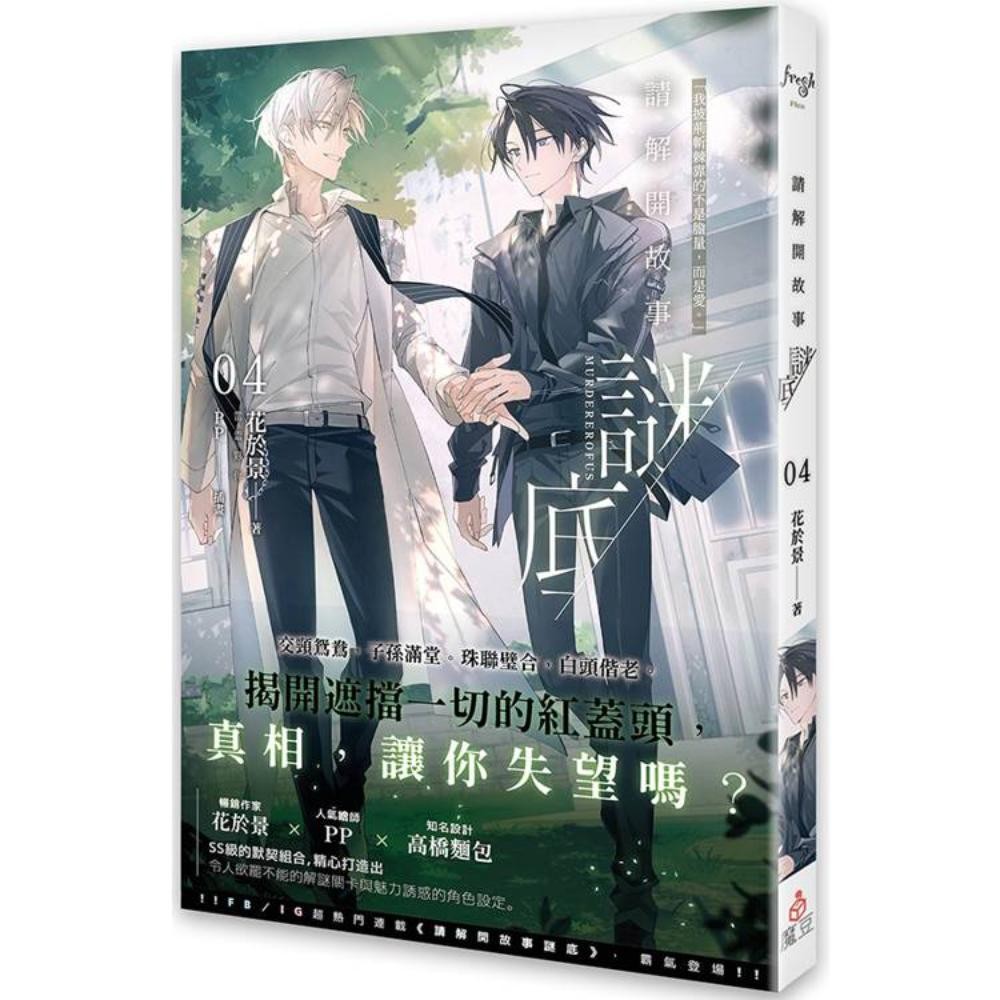 「我披荊斬棘靠的不是膽量，而是愛。」
請解開故事
謎底
MURDEREROFUS
04
花於景——著
PP
插畫
交頸鴛鴦，子孫滿堂。珠聯璧合，白頭偕老。
揭開遮擋一切的紅蓋頭，
真相，讓你失望嗎？
暢銷作家
花於景
×
人氣繪師
PP
×
知名設計
高橋麵包
SS級的默契組合，精心打造出
令人欲罷不能的解謎關卡與魅力誘惑的角色設定。
!!FB／IG超熱門連載《請解開故事謎底》，霸氣登場!!
fresh
請解開故事
謎底
04
花於景——著
魔豆